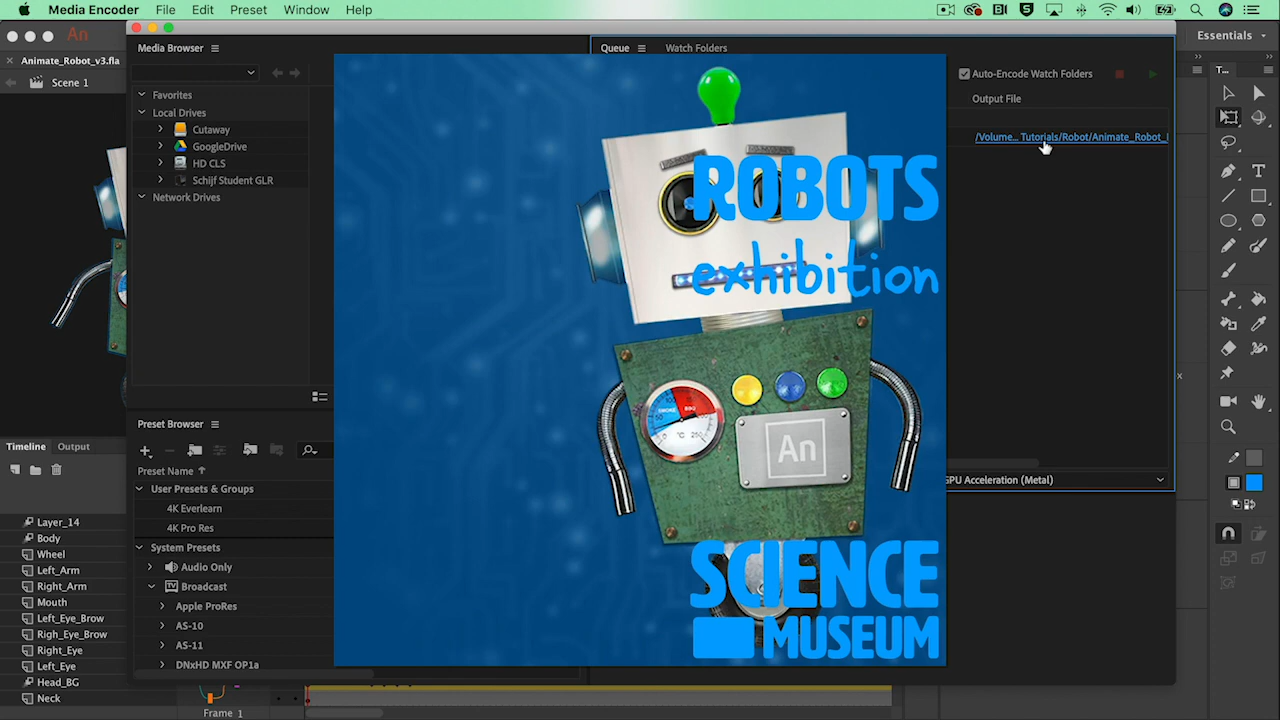 Media Encoder File Edit Preset Window Help
An
Essentials
Animate_Robot_v3.fla
Scene 1
Media Browser
Favorites
Local Drives
Cutaway
GoogleDrive
HD CLS
Schijf Student GLR
Network Drives
Queue
Watch Folders
Auto-Encode Watch Folders
Output File
/Volume... Tutorials/Robot/Animate_Robot_
ROBOTS
exhibition
An
SCIENCE
MUSEUM
GPU Acceleration (Metal)
Preset Browser
Preset Name
User Presets & Groups
4K Everlearn
4K Pro Res
System Presets
Audio Only
Broadcast
Apple ProRes
AS-10
AS-11
DNxHD MXF OP1a
Timeline
Output
Layer_14
Body
Wheel
Left_Arm
Right_Arm
Mouth
Left_Eye_Brow
Righ_Eye_Brow
Right_Eye
Left_Eye
Head_BG
Neck
Frame 1